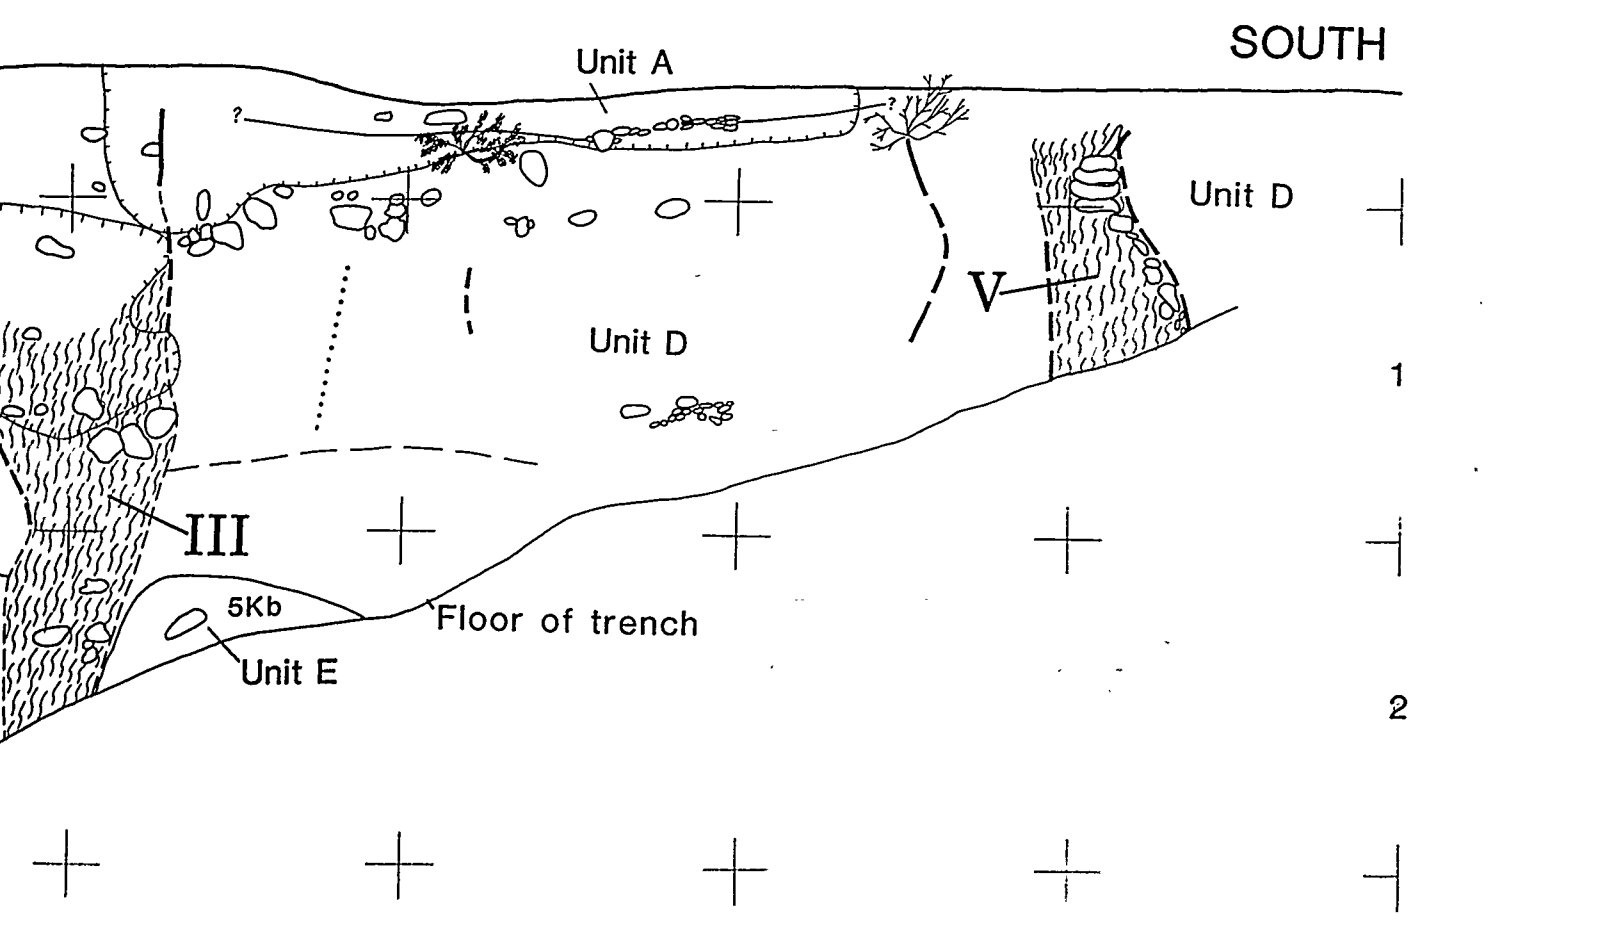 SOUTH
Unit A
?
?
Unit D
V
Unit D
1
III
5Kb
Floor of trench
Unit E
2